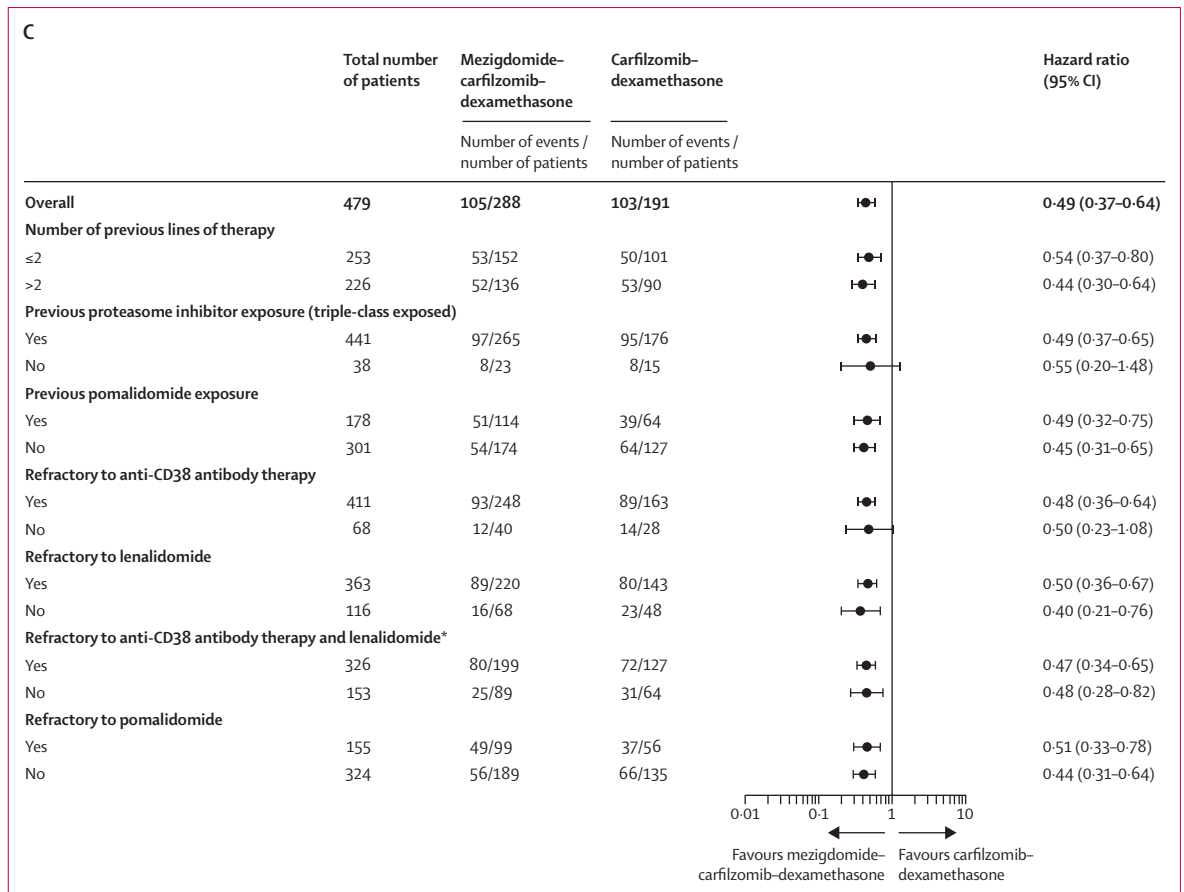 C
Total number of patients Mezigdomide–carfilzomib–dexamethasone Carfilzomib–dexamethasone Hazard ratio (95% CI)
Number of events / number of patients Number of events / number of patients
Overall 479 105/288 103/191 0·49 (0·37–0·64)
Number of previous lines of therapy
≤2 253 53/152 50/101 0·54 (0·37–0·80)
>2 226 52/136 53/90 0·44 (0·30–0·64)
Previous proteasome inhibitor exposure (triple-class exposed)
Yes 441 97/265 95/176 0·49 (0·37–0·65)
No 38 8/23 8/15 0·55 (0·20–1·48)
Previous pomalidomide exposure
Yes 178 51/114 39/64 0·49 (0·32–0·75)
No 301 54/174 64/127 0·45 (0·31–0·65)
Refractory to anti-CD38 antibody therapy
Yes 411 93/248 89/163 0·48 (0·36–0·64)
No 68 12/40 14/28 0·50 (0·23–1·08)
Refractory to lenalidomide
Yes 363 89/220 80/143 0·50 (0·36–0·67)
No 116 16/68 23/48 0·40 (0·21–0·76)
Refractory to anti-CD38 antibody therapy and lenalidomide*
Yes 326 80/199 72/127 0·47 (0·34–0·65)
No 153 25/89 31/64 0·48 (0·28–0·82)
Refractory to pomalidomide
Yes 155 49/99 37/56 0·51 (0·33–0·78)
No 324 56/189 66/135 0·44 (0·31–0·64)
0·01 0·1 1 10
Favours mezigdomide– Favours carfilzomib–
carfilzomib–dexamethasone dexamethasone